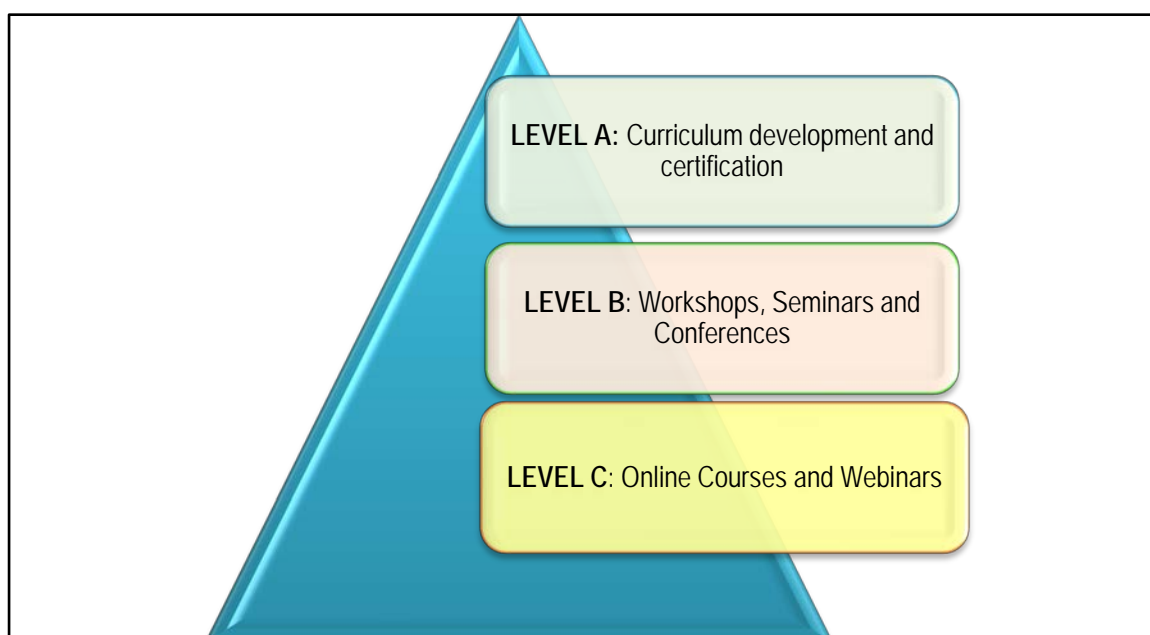 LEVEL A: Curriculum development and
certification
LEVEL B: Workshops, Seminars and
Conferences
LEVEL C: Online Courses and Webinars